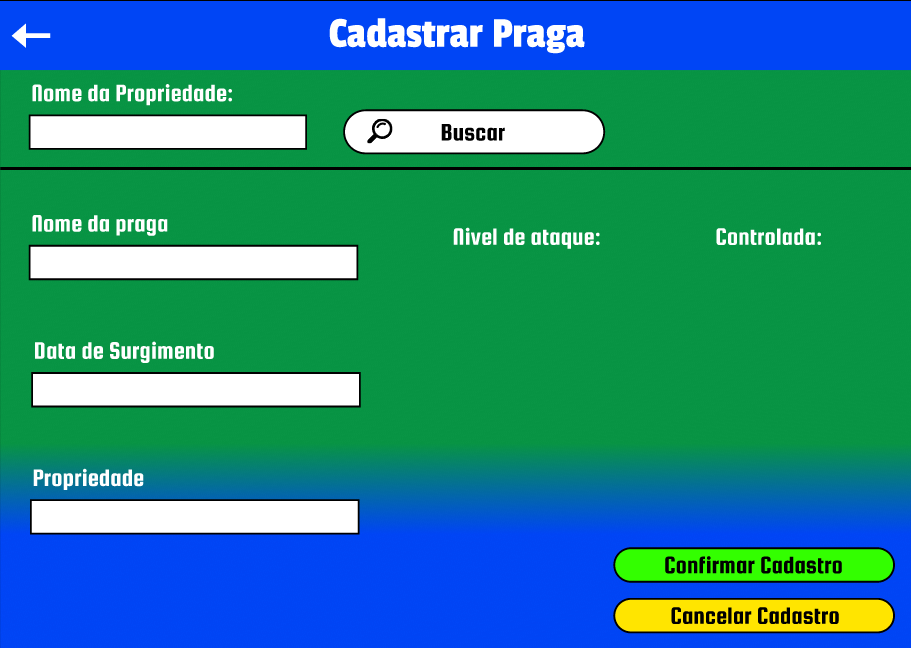 Cadastrar Praga
Nome da Propriedade:
Buscar
Nome da praga
Nivel de ataque:
Controlada:
Data de Surgimento
Propriedade
Confirmar Cadastro
Cancelar Cadastro